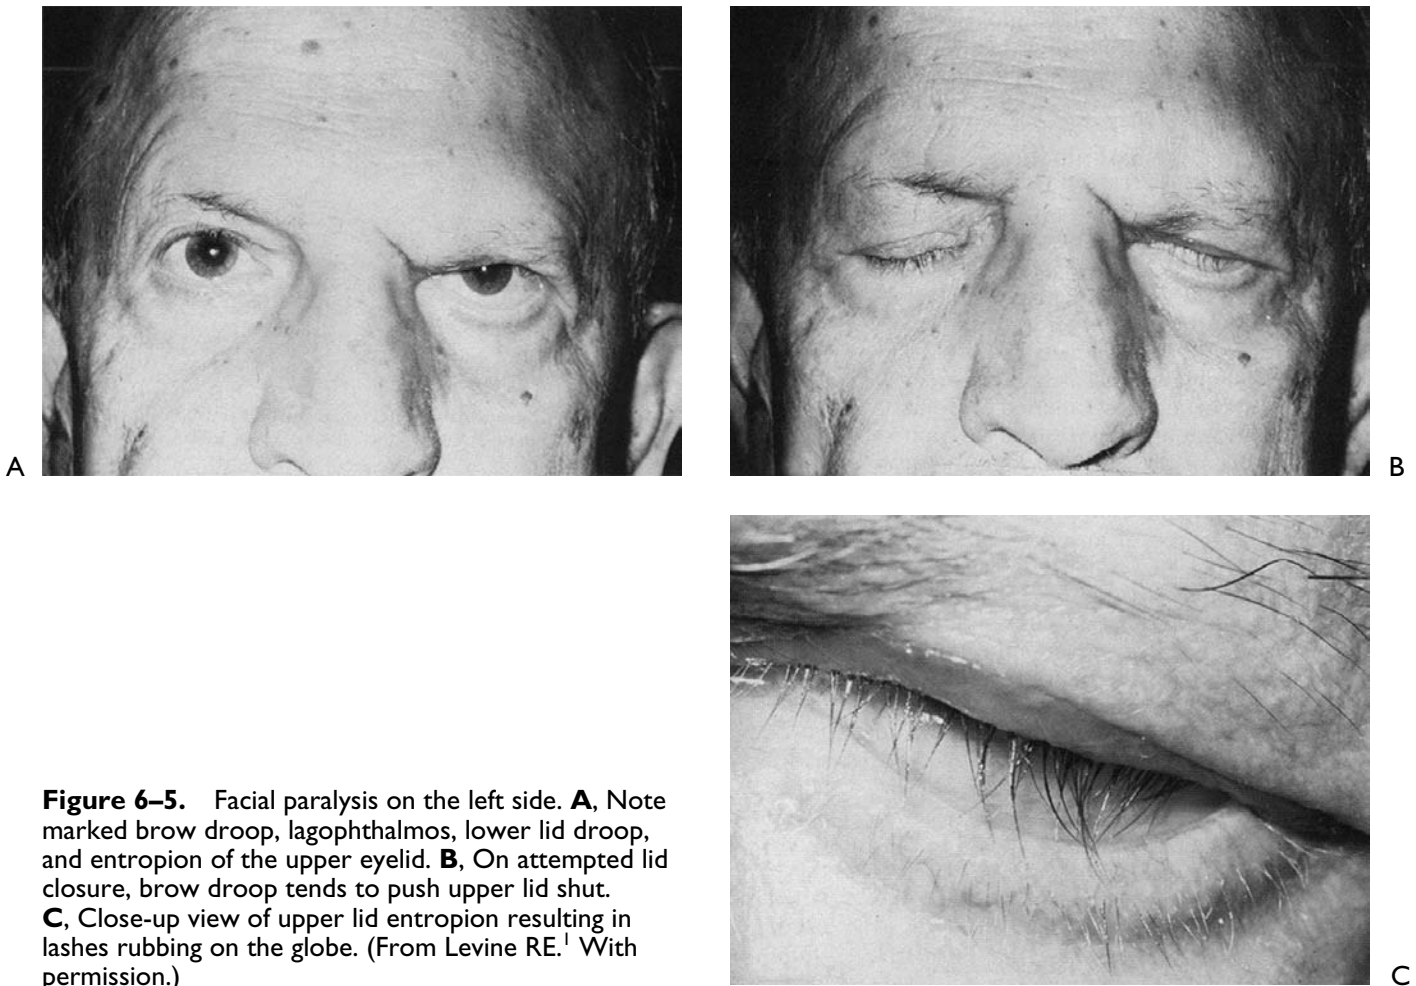 A
B
C
Figure 6–5. Facial paralysis on the left side. A, Note
marked brow droop, lagophthalmos, lower lid droop,
and entropion of the upper eyelid. B, On attempted lid
closure, brow droop tends to push upper lid shut.
C, Close-up view of upper lid entropion resulting in
lashes rubbing on the globe. (From Levine RE.¹ With
permission.)